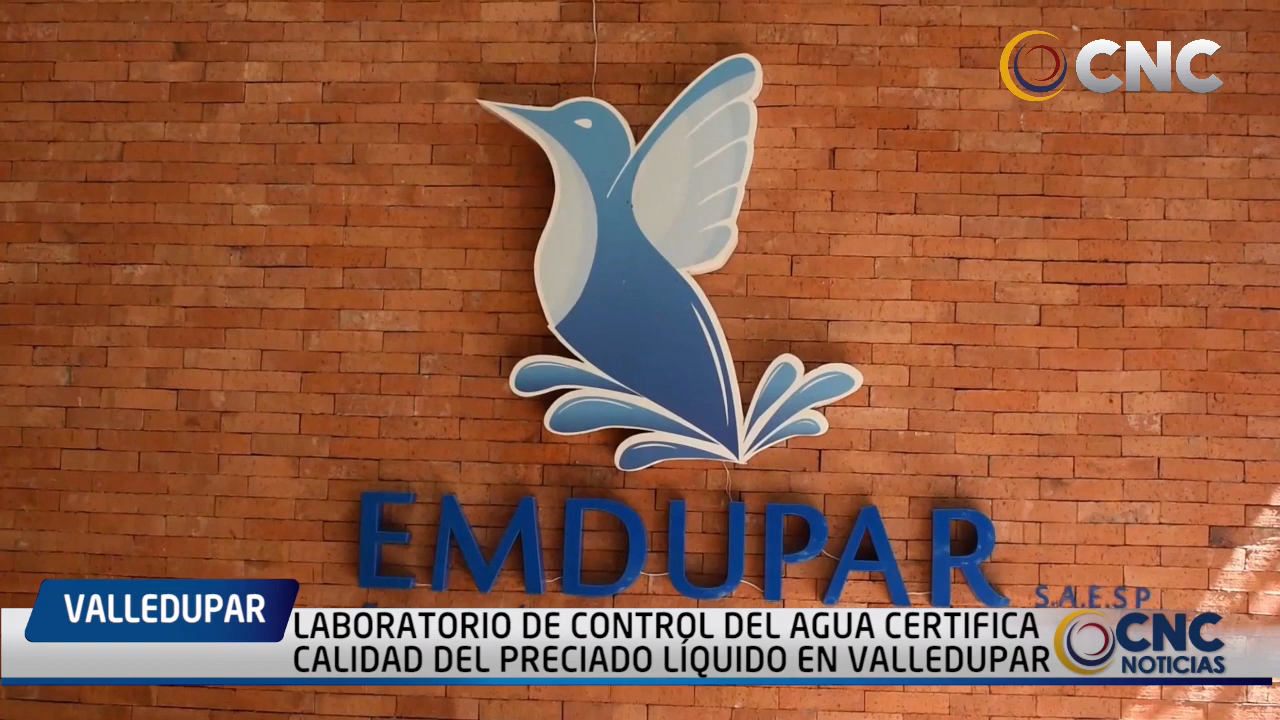 CNC
EMDUPAR
S.A.E.S.P
VALLEDUPAR
LABORATORIO DE CONTROL DEL AGUA CERTIFICA
CALIDAD DEL PRECIADO LÍQUIDO EN VALLEDUPAR
CNC
NOTICIAS